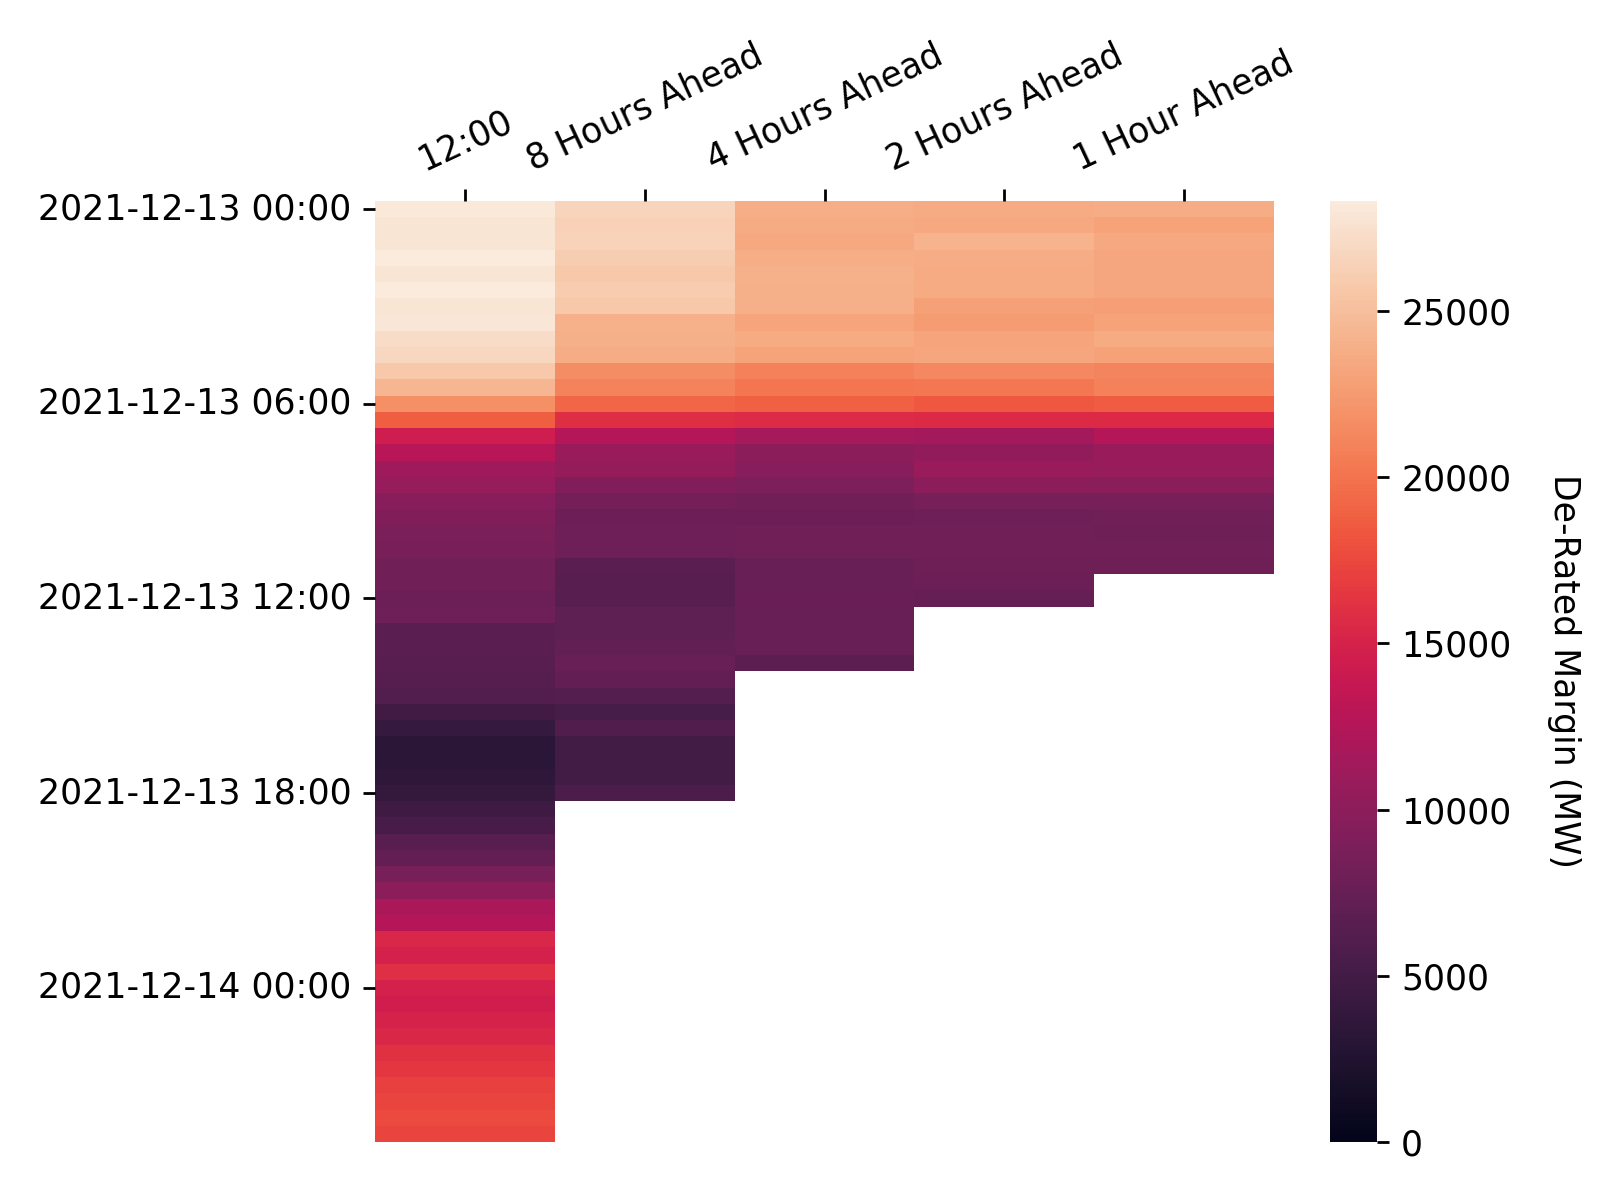 12:00
8 Hours Ahead
4 Hours Ahead
2 Hours Ahead
1 Hour Ahead
2021-12-13 00:00
2021-12-13 06:00
2021-12-13 12:00
2021-12-13 18:00
2021-12-14 00:00
25000
20000
15000
10000
5000
0
De-Rated Margin (MW)